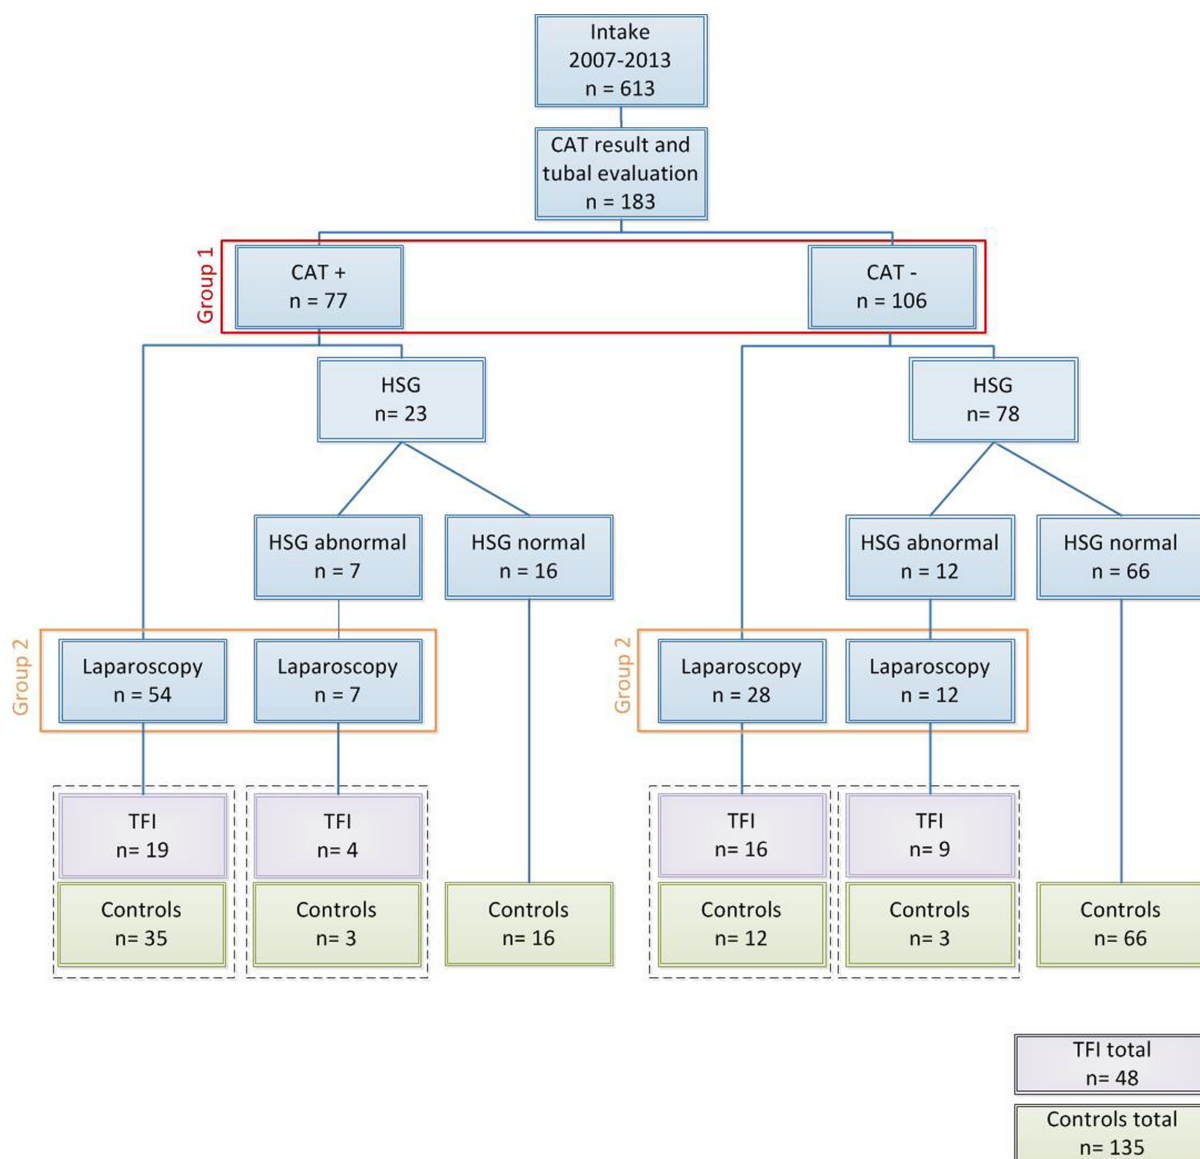 Intake
2007-2013
n = 613
CAT result and
tubal evaluation
n = 183
Group 1
CAT +
n = 77
CAT -
n = 106
HSG
n= 23
HSG
n= 78
HSG abnormal
n = 7
HSG normal
n = 16
HSG abnormal
n = 12
HSG normal
n = 66
Group 2
Laparoscopy
n = 54
Laparoscopy
n = 7
Group 2
Laparoscopy
n = 28
Laparoscopy
n = 12
TFI
n= 19
TFI
n= 4
TFI
n= 16
TFI
n= 9
Controls
n= 35
Controls
n= 3
Controls
n= 16
Controls
n= 12
Controls
n= 3
Controls
n= 66
TFI total
n= 48
Controls total
n= 135